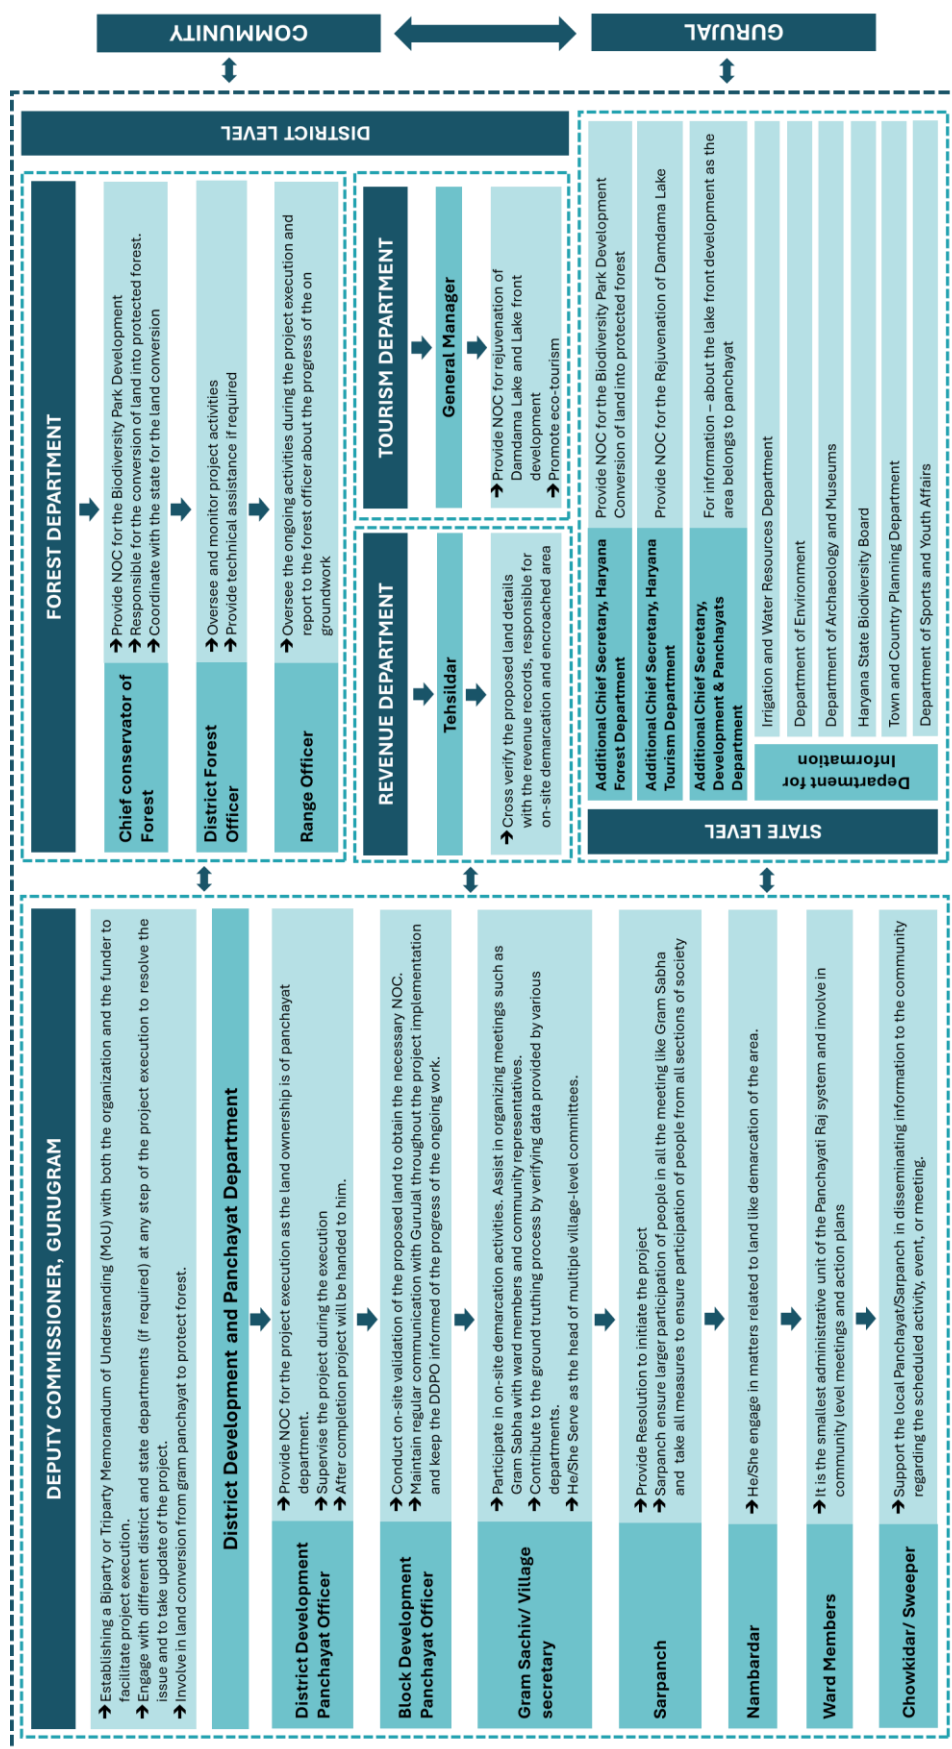 DEPUTY COMMISSIONER, GURUGRAM
➔Establishing a Biparty or Triparty Memorandum of Understanding (MoU) with both the organization and the funder to
facilitate project execution.
➔Engage with different district and state departments (if required) at any step of the project execution to resolve the
issue and to take update of the project.
➔Involve in land conversion from gram panchayat to protect forest.
District Development and Panchayat Department
District Development
Panchayat Officer
➔Provide NOC for the project execution as the land ownership is of panchayat
department.
➔Supervise the project during the execution
➔After completion project will be handed to him.
Block Development
Panchayat Officer
➔Conduct on-site validation of the proposed land to obtain the necessary NOC.
➔Maintain regular communication with Gurujal throughout the project implementation
and keep the DDPO informed of the progress of the ongoing work.
Gram Sachiv/ Village
secretary
➔Participate in on-site demarcation activities. Assist in organizing meetings such as
Gram Sabha with ward members and community representatives.
➔Contribute to the ground truthing process by verifying data provided by various
departments.
➔He/She Serve as the head of multiple village-level committees.
Sarpanch
➔Provide Resolution to initiate the project
➔Sarpanch ensure larger participation of people in all the meeting like Gram Sabha
and take all measures to ensure participation of people from all sections of society
Nambardar
➔He/She engage in matters related to land like demarcation of the area.
Ward Members
➔It is the smallest administrative unit of the Panchayati Raj system and involve in
community level meetings and action plans
Chowkidar/ Sweeper
➔Support the local Panchayat/Sarpanch in disseminating information to the community
regarding the scheduled activity, event, or meeting.
FOREST DEPARTMENT
Chief conservator of
Forest
➔Provide NOC for the Biodiversity Park Development
➔Responsible for the conversion of land into protected forest.
➔Coordinate with the state for the land conversion
District Forest
Officer
➔Oversee and monitor project activities
➔Provide technical assistance if required
Range Officer
➔Oversee the ongoing activities during the project execution and
report to the forest officer about the progress of the on
groundwork
REVENUE DEPARTMENT
Tehsildar
➔Cross verify the proposed land details
with the revenue records, responsible for
on-site demarcation and encroached area
TOURISM DEPARTMENT
General Manager
➔Provide NOC for rejuvenation of
Damdama Lake and Lake front
development
➔Promote eco-tourism
DISTRICT LEVEL
STATE LEVEL
Additional Chief Secretary, Haryana
Forest Department
Provide NOC for the Biodiversity Park Development
Conversion of land into protected forest
Additional Chief Secretary, Haryana
Tourism Department
Provide NOC for the Rejuvenation of Damdama Lake
Additional Chief Secretary,
Development & Panchayats
Department
For information – about the lake front development as the
area belongs to panchayat
Department for
Information
Irrigation and Water Resources Department
Department of Environment
Department of Archaeology and Museums
Haryana State Biodiversity Board
Town and Country Planning Department
Department of Sports and Youth Affairs
COMMUNITY
GURUJAL